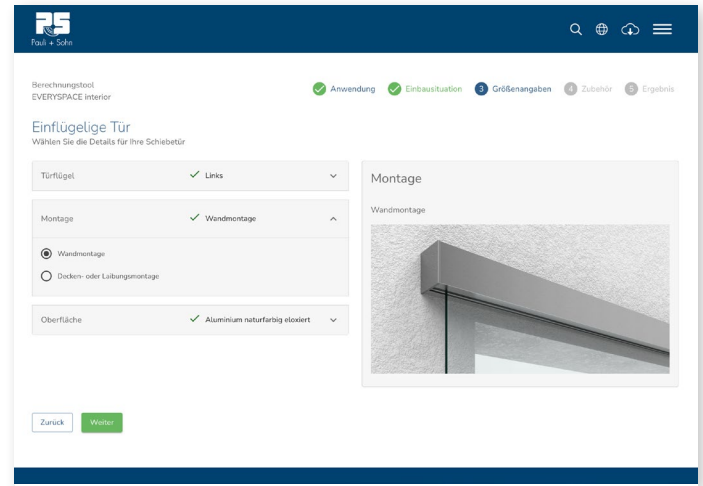 PS
Pauli + Sohn
Berechnungstool
EVERYSPACE interior
Anwendung
Einbausituation
3 Größenangaben
4 Zubehör
5 Ergebnis
Einflügelige Tür
Wählen Sie die Details für Ihre Schiebetür
Türflügel Links
Montage Wandmontage
Wandmontage
Decken- oder Laibungsmontage
Oberfläche Aluminium naturfarbig eloxiert
Montage
Wandmontage
Zurück
Weiter